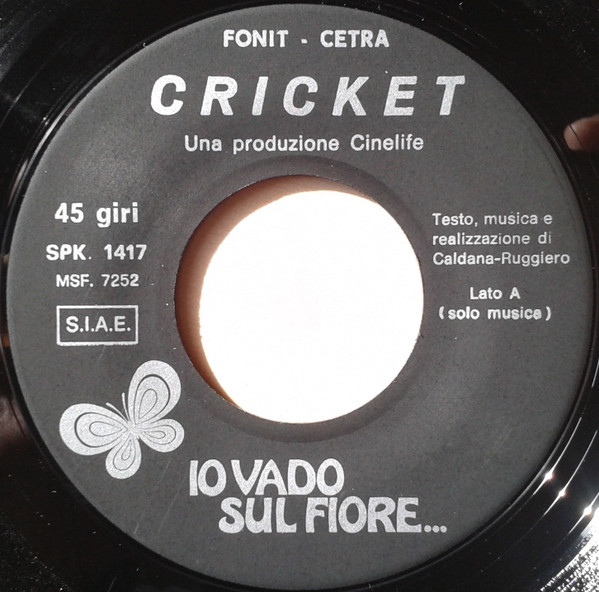 FONIT - CETRA
CRICKET
Una produzione Cinelife
45 giri
SPK. 1417
MSF. 7252
S.I.A.E.
Testo, musica e
realizzazione di
Caldana-Ruggiero
Lato A
(solo musica)
IO VADO
SUL FIORE...